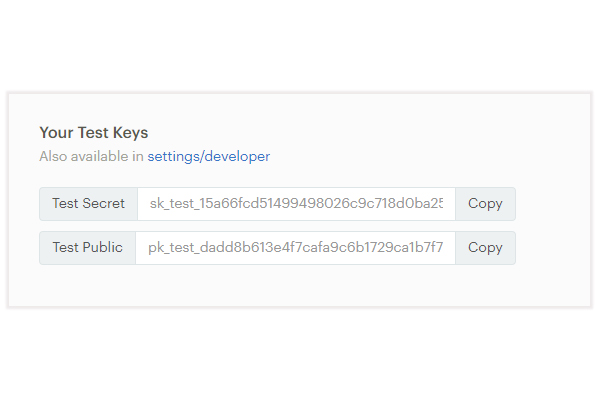 Your Test Keys
Also available in settings/developer
Test Secret sk_test_15a66fcd51499498026c9c718d0ba25 Copy
Test Public pk_test_dadd8b613e4f7cafa9c6b1729ca1b7f7 Copy